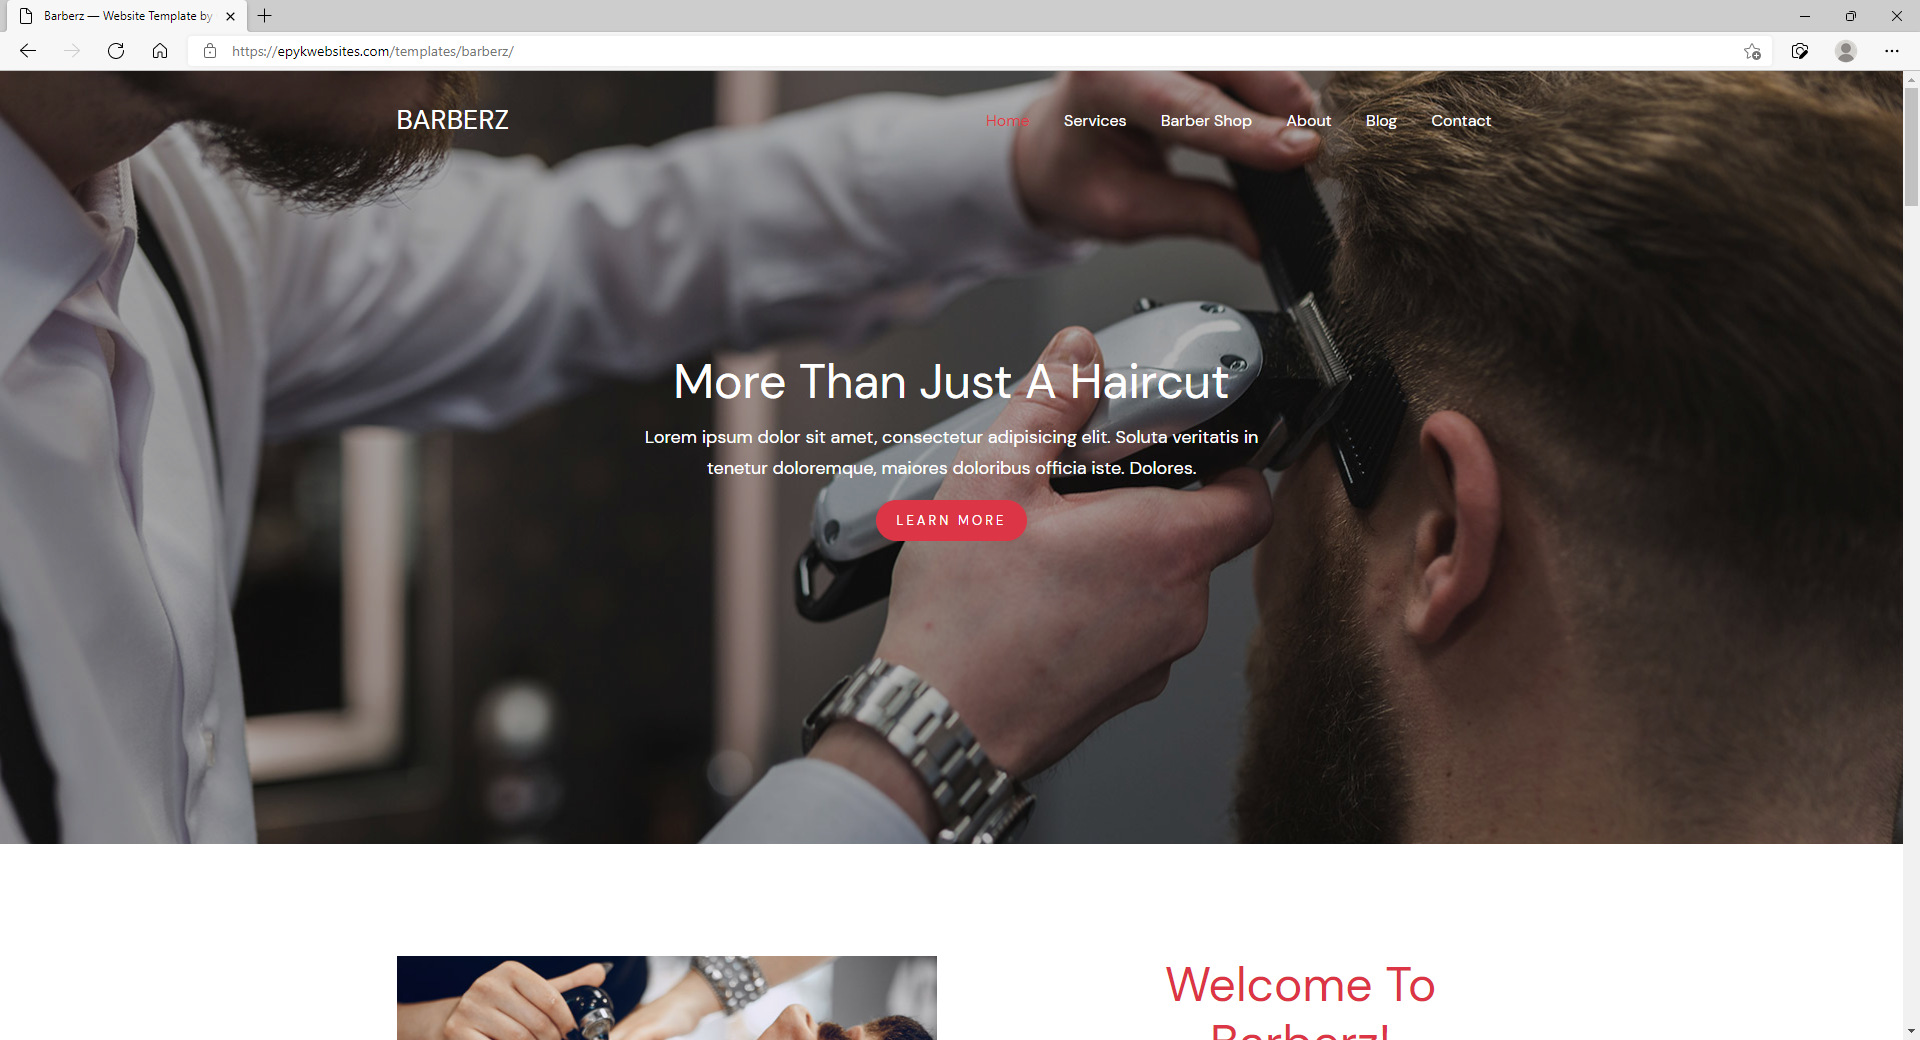 Barberz — Website Template by
https://epykwebsites.com/templates/barberz/
BARBERZ
Home Services Barber Shop About Blog Contact
More Than Just A Haircut
Lorem ipsum dolor sit amet, consectetur adipisicing elit. Soluta veritatis in
tenetur doloremque, maiores doloribus officia iste. Dolores.
LEARN MORE
Welcome To
Barberz!